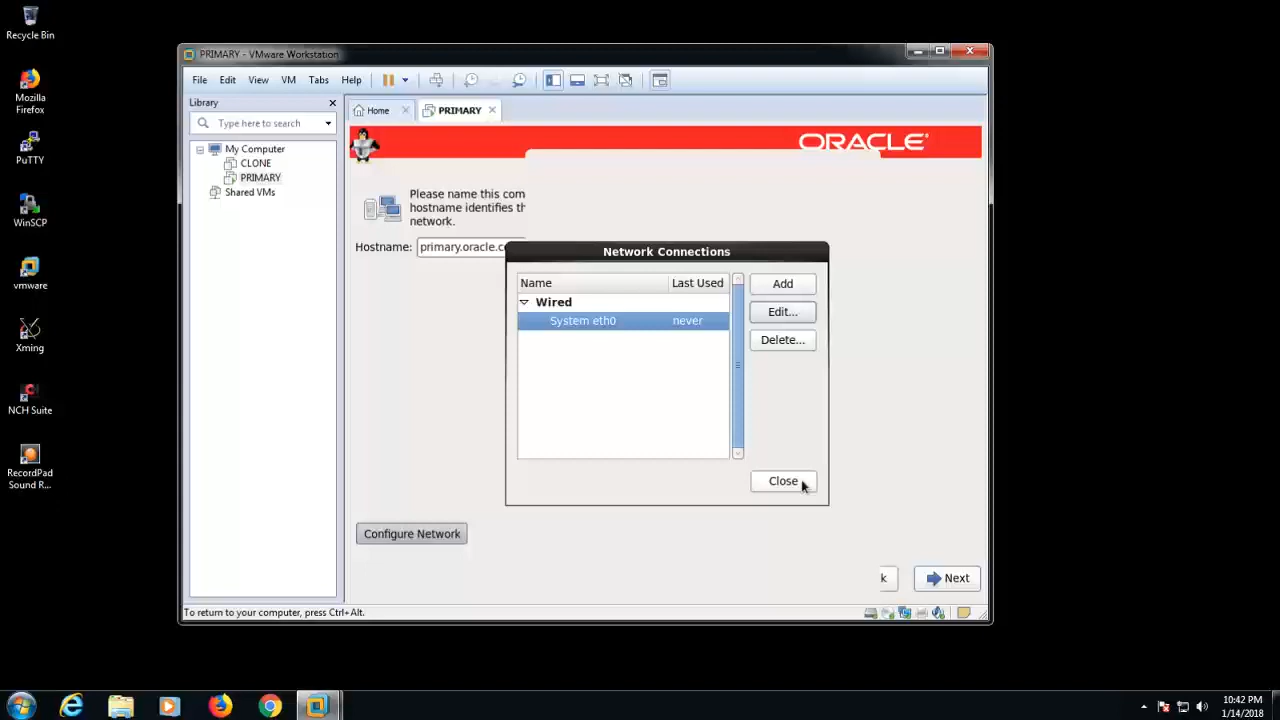 Recycle Bin
Mozilla
Firefox
PuTTY
WinSCP
vmware
Xming
NCH Suite
RecordPad
Sound R...
PRIMARY - VMware Workstation
File Edit View VM Tabs Help
Library
Type here to search
My Computer
CLONE
PRIMARY
Shared VMs
Home
PRIMARY
ORACLE
Please name this com
hostname identifies th
network.
Hostname: primary.oracle.c
Network Connections
Name Last Used
Wired
System eth0 never
Add
Edit...
Delete...
Close
Configure Network
k
Next
To return to your computer, press Ctrl+Alt.
10:42 PM
1/14/2018